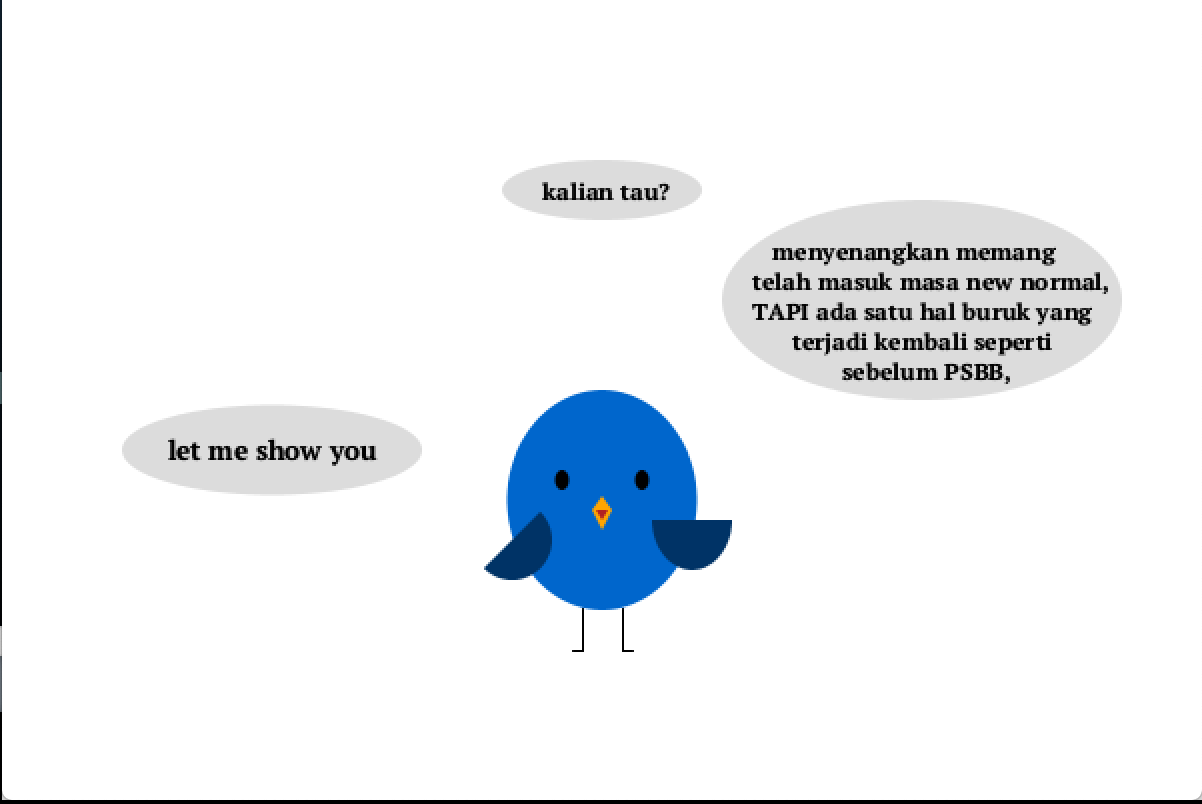 kalian tau?
menyenangkan memang
telah masuk masa new normal,
TAPI ada satu hal buruk yang
terjadi kembali seperti
sebelum PSBB,
let me show you